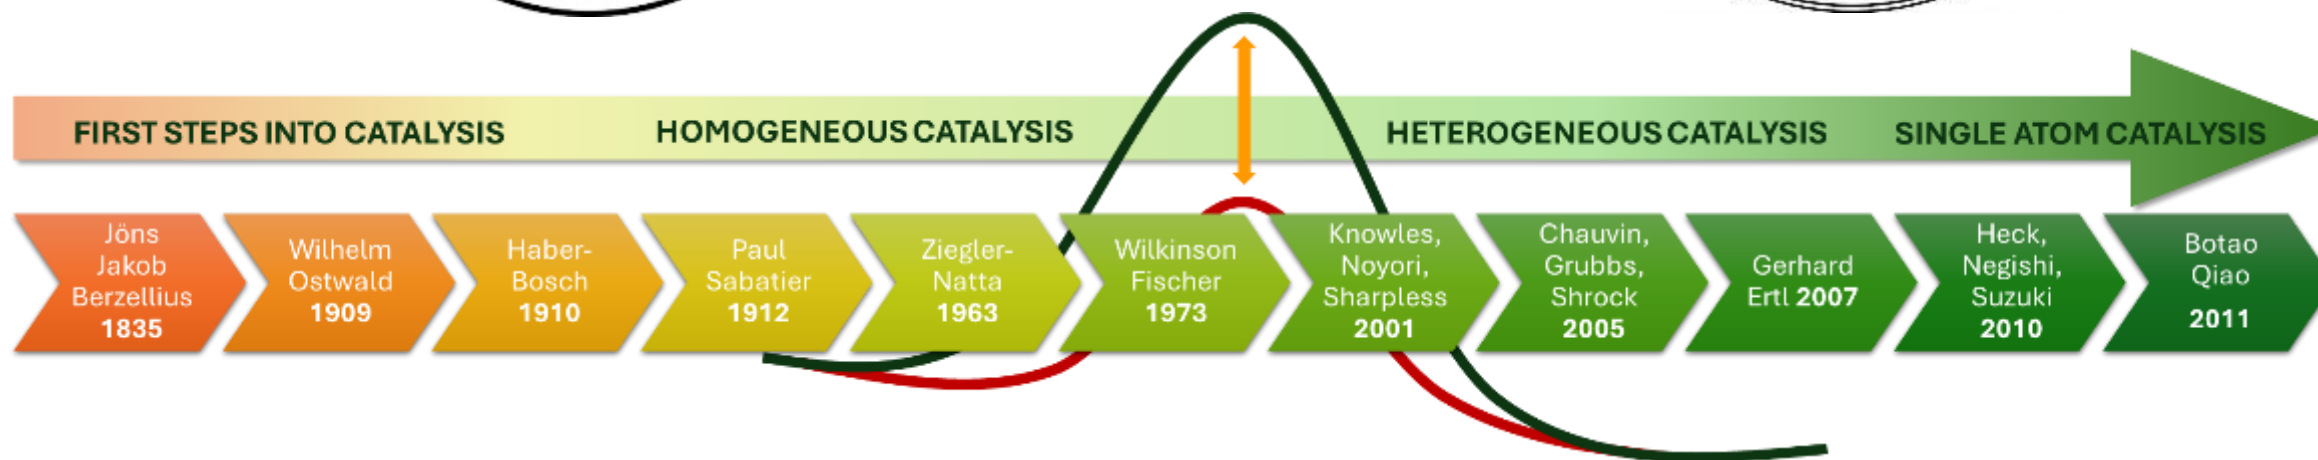 FIRST STEPS INTO CATALYSIS
HOMOGENEOUS CATALYSIS
HETEROGENEOUS CATALYSIS
SINGLE ATOM CATALYSIS
Jöns
Jakob
Berzellius
1835
Wilhelm
Ostwald
1909
Haber-
Bosch
1910
Paul
Sabatier
1912
Ziegler-
Natta
1963
Wilkinson
Fischer
1973
Knowles,
Noyori,
Sharpless
2001
Chauvin,
Grubbs,
Shrock
2005
Gerhard
Ertl 2007
Heck,
Negishi,
Suzuki
2010
Botao
Qiao
2011